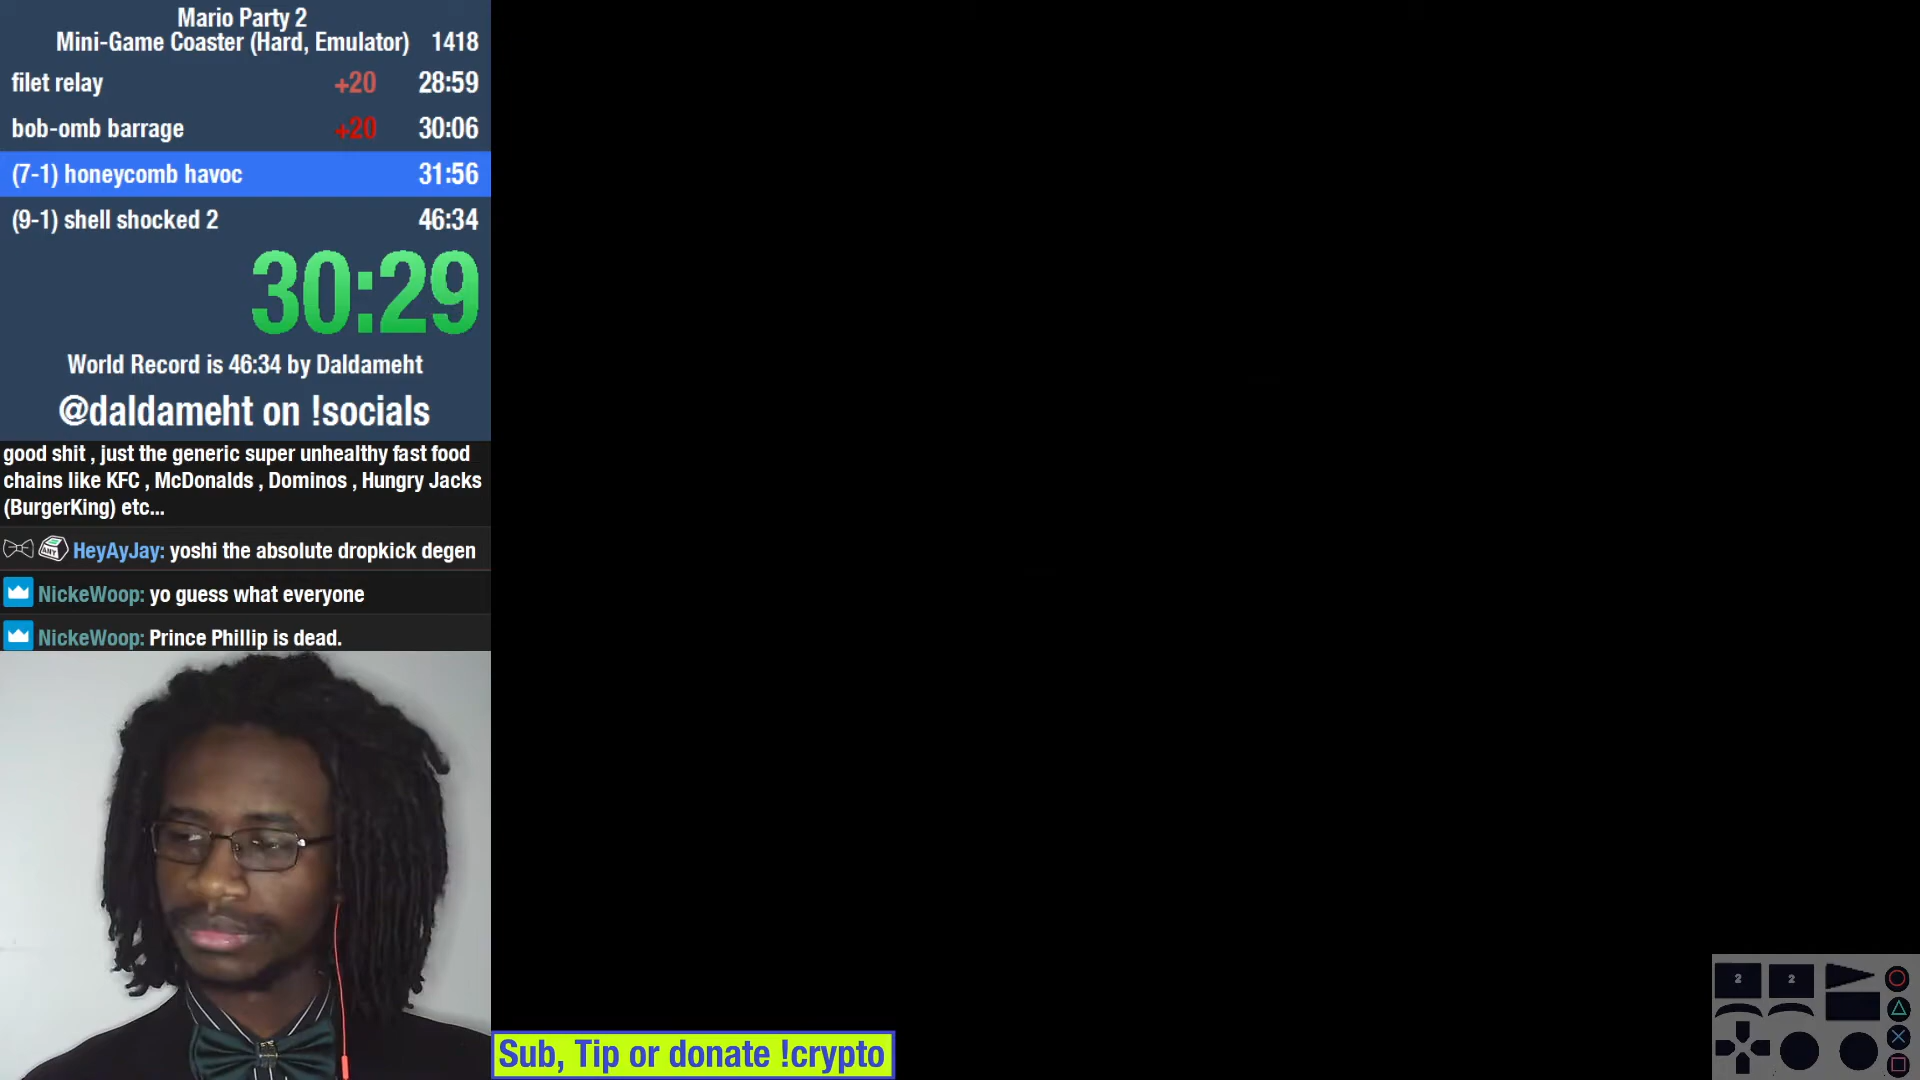 Mario Party 2
Mini-Game Coaster (Hard, Emulator) 1418
filet relay +20 28:59
bob-omb barrage +20 30:06
(7-1) honeycomb havoc 31:56
(9-1) shell shocked 2 46:34
30:29
World Record is 46:34 by Daldameht
@daldameht on !socials
good shit , just the generic super unhealthy fast food
chains like KFC , McDonalds , Dominos , Hungry Jacks
(BurgerKing) etc...
ANY HeyAyJay: yoshi the absolute dropkick degen
NickeWoop: yo guess what everyone
NickeWoop: Prince Phillip is dead.
Sub, Tip or donate !crypto
2 2